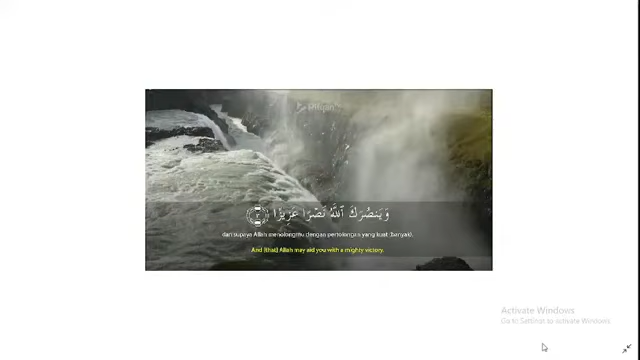 وَيَنصُرَكَ ٱللَّهُ نَصْرًا عَزِيزًا ٣
dan supaya Allah menolongmu dengan pertolongan yang kuat (banyak).
And [that] Allah may aid you with a mighty victory.
Activate Windows
Go to Settings to activate Windows.